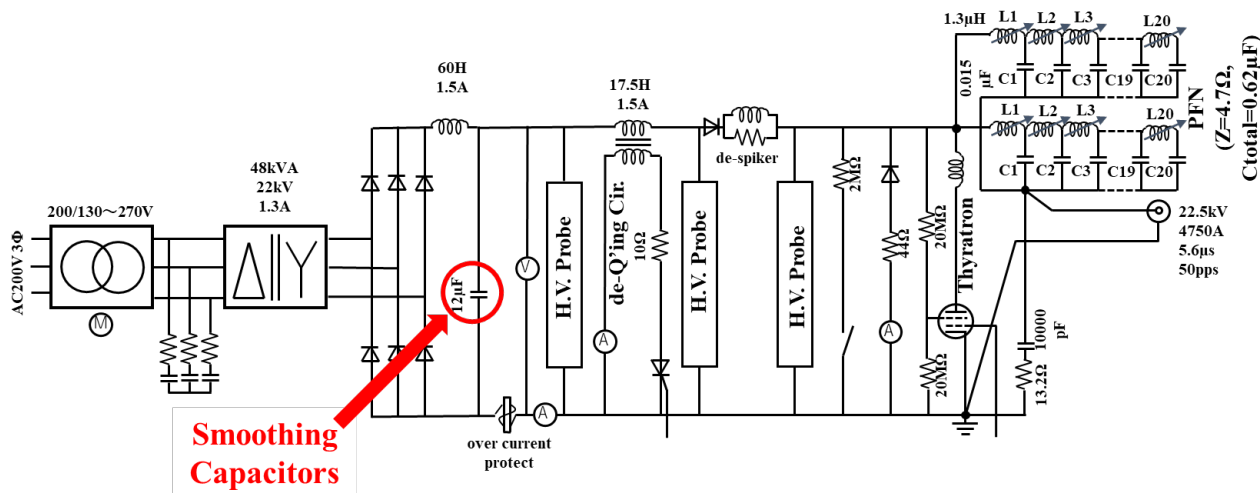 1.3μH
L1
L2
L3
L20
0.015
μF
C1
C2
C3
C19
C20
L1
L2
L3
L20
C1
C2
C3
C19
C20
PFN
(Z=4.7Ω,
Ctotal=0.62μF)
60H
1.5A
17.5H
1.5A
de-spiker
48kVA
22kV
1.3A
200/130～270V
AC200V 3Φ
M
12μF
V
H.V. Probe
de-Q'ing Cir.
10Ω
A
H.V. Probe
H.V. Probe
2MΩ
44Ω
A
20MΩ
20MΩ
Thyratron
22.5kV
4750A
5.6μs
50pps
10000
pF
13.2Ω
A
over current
protect
Smoothing
Capacitors